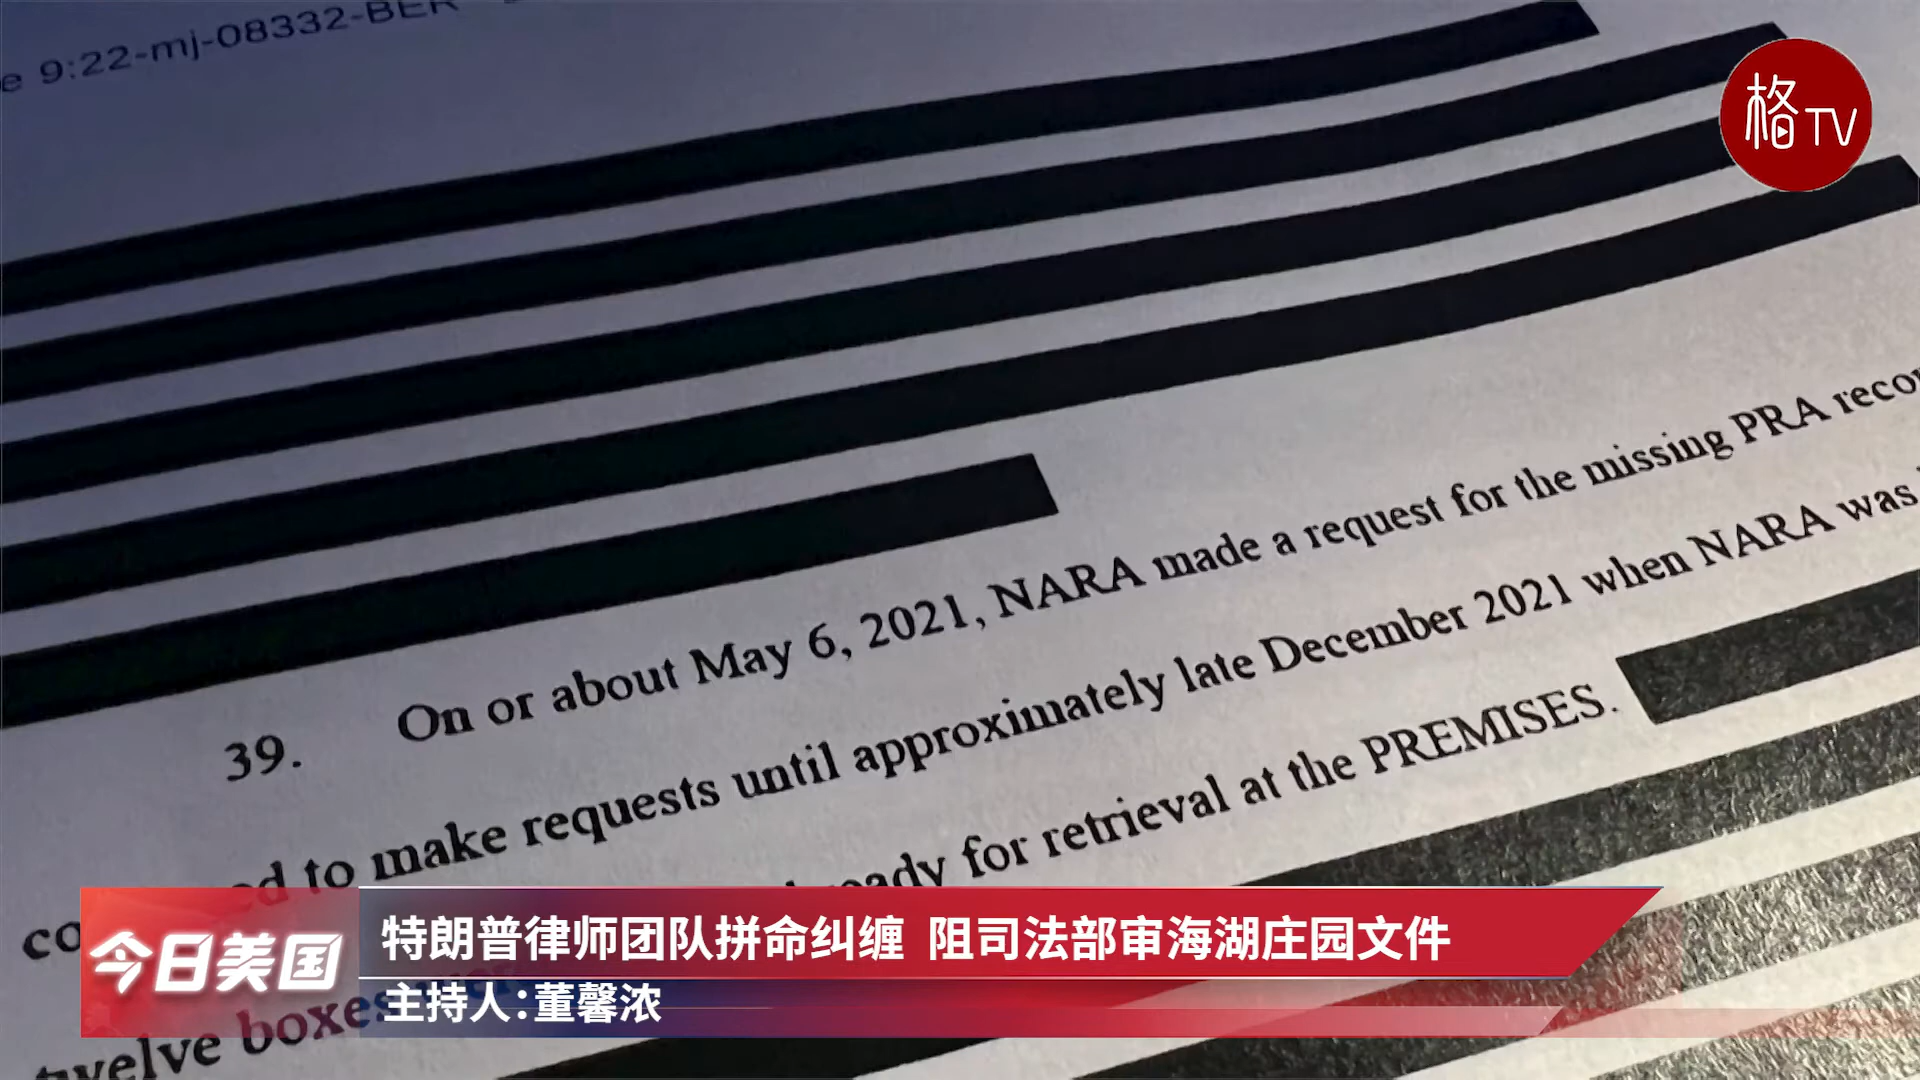 e 9:22-mj-08332-BER
格TV
39. On or about May 6, 2021, NARA made a request for the missing PRA
to make requests until approximately late December 2021 when NARA was
for retrieval at the PREMISES.
twelve boxes
今日美国
特朗普律师团队拼命纠缠 阻司法部审海湖庄园文件
主持人：董馨浓